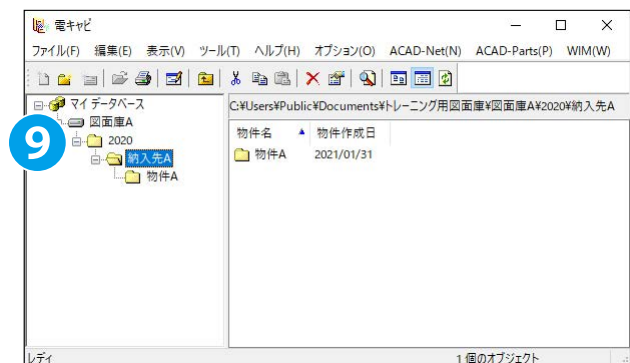 電キャビ
ファイル(F) 編集(E) 表示(V) ツール(T) ヘルプ(H) オプション(O) ACAD-Net(N) ACAD-Parts(P) WIM(W)
マイ データベース
図面庫A
2020
納入先A
物件A
9
C:¥Users¥Public¥Documents¥トレーニング用図面庫¥図面庫A¥2020¥納入先A
物件名 ▲ 物件作成日
物件A 2021/01/31
レディ
1 個のオブジェクト